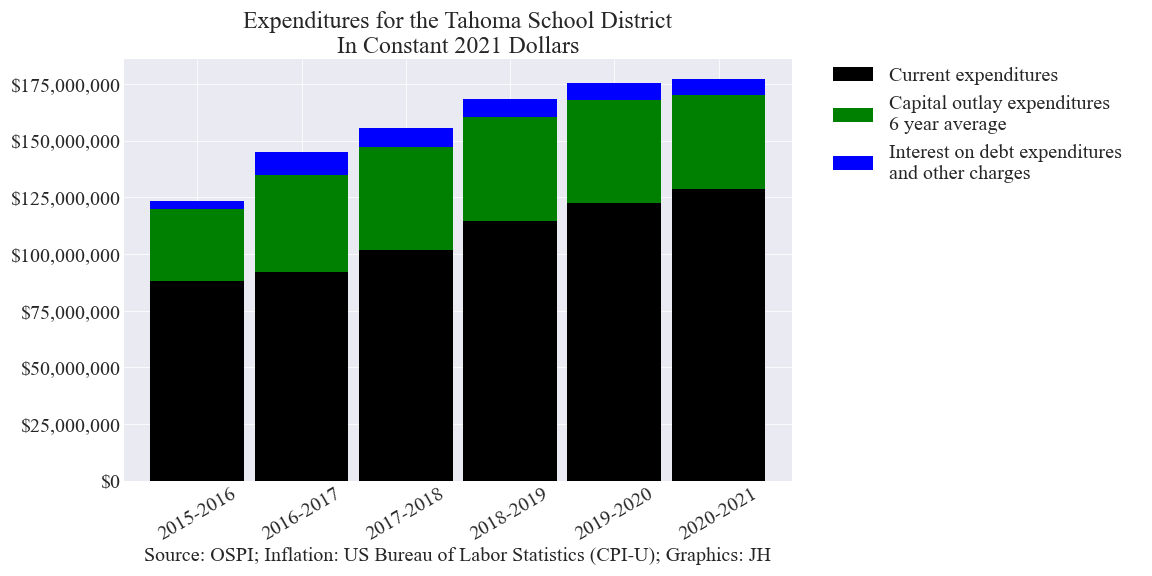 Expenditures for the Tahoma School District
In Constant 2021 Dollars
$175,000,000
$150,000,000
$125,000,000
$100,000,000
$75,000,000
$50,000,000
$25,000,000
$0
2015-2016
2016-2017
2017-2018
2018-2019
2019-2020
2020-2021
Source: OSPI; Inflation: US Bureau of Labor Statistics (CPI-U); Graphics: JH
Current expenditures
Capital outlay expenditures
6 year average
Interest on debt expenditures
and other charges